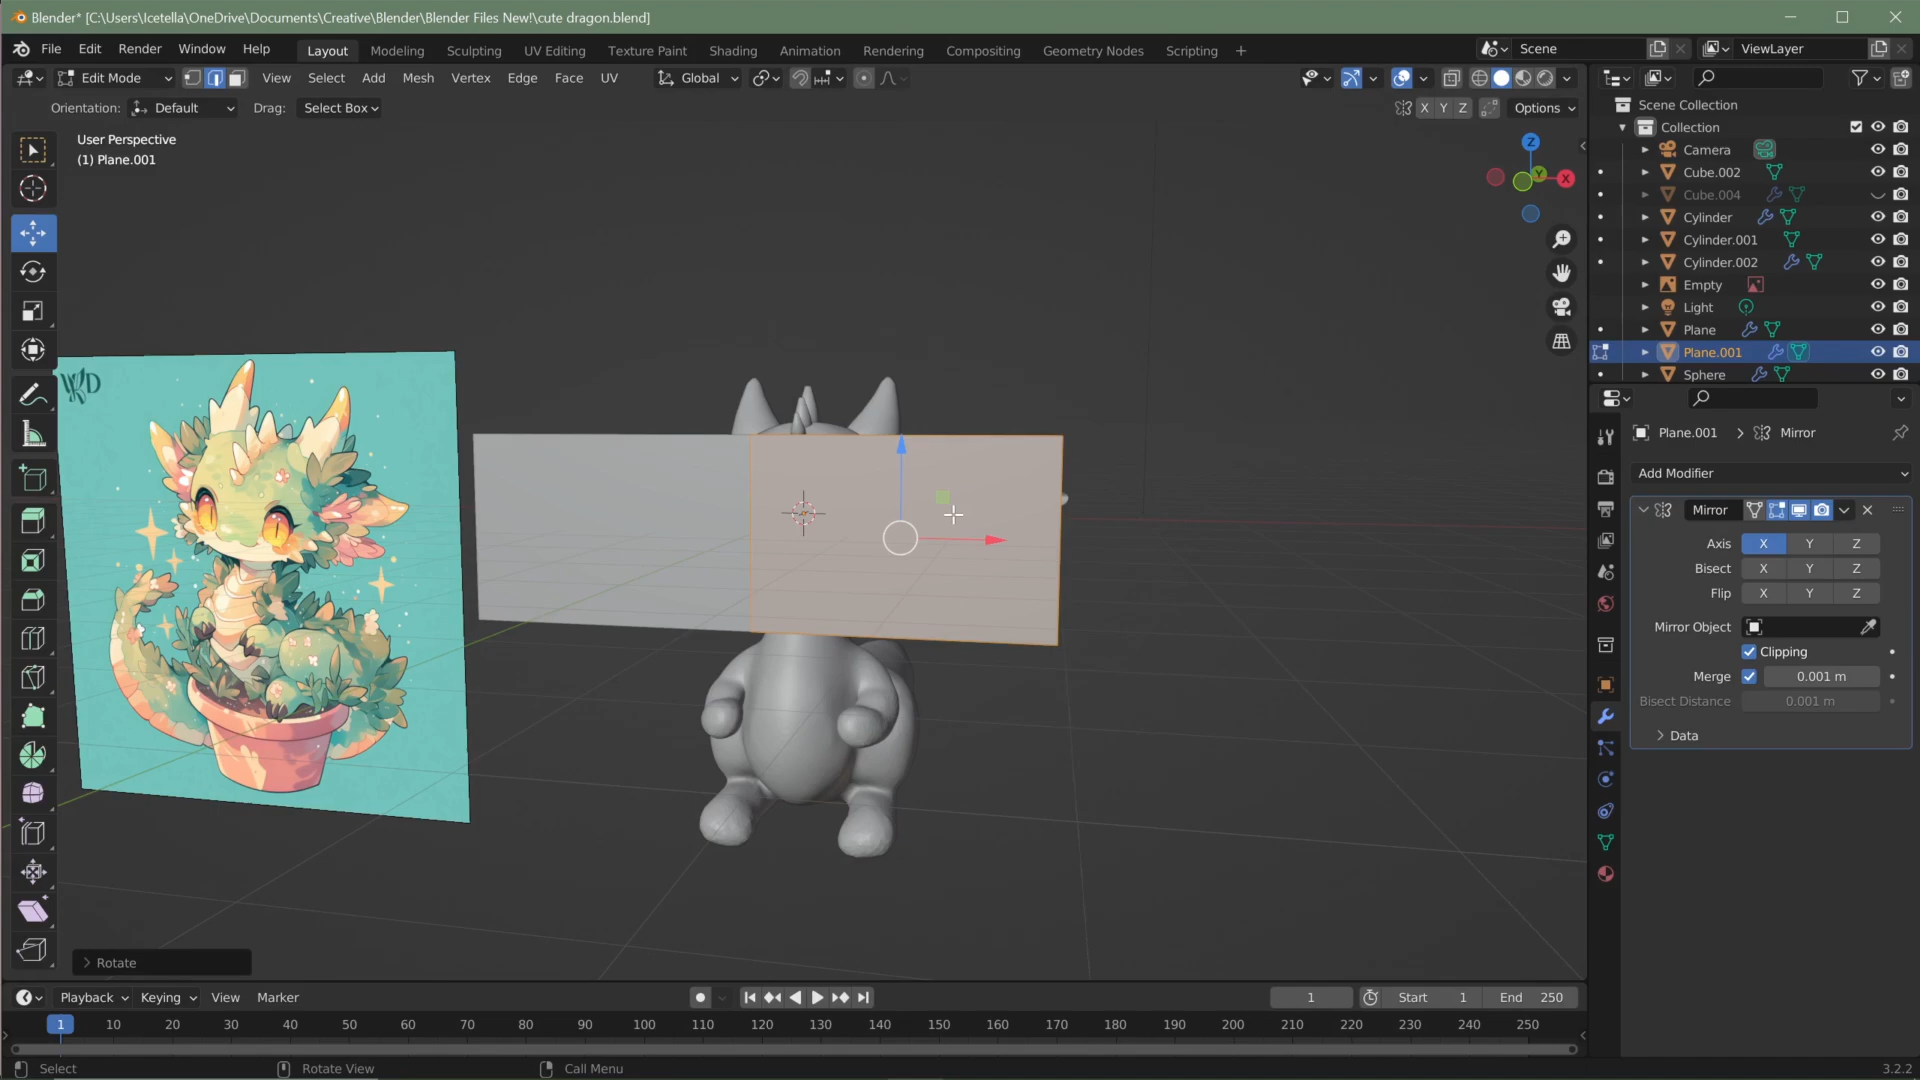 Blender* [C:\Users\Icetella\OneDrive\Documents\Creative\Blender\Blender Files New!\cute dragon.blend]
File Edit Render Window Help Layout Modeling Sculpting UV Editing Texture Paint Shading Animation Rendering Compositing Geometry Nodes Scripting + Scene ViewLayer
Edit Mode View Select Add Mesh Vertex Edge Face UV Global
Orientation: Default Drag: Select Box X Y Z Options
User Perspective
(1) Plane.001
Z
Y
X
Scene Collection
Collection
Camera
Cube.002
Cube.004
Cylinder
Cylinder.001
Cylinder.002
Empty
Light
Plane
Plane.001
Sphere
Plane.001 > Mirror
Add Modifier
Mirror
Axis X Y Z
Bisect X Y Z
Flip X Y Z
Mirror Object
Clipping
Merge 0.001 m
Bisect Distance 0.001 m
Data
Rotate
Playback Keying View Marker 1 Start 1 End 250
1 10 20 30 40 50 60 70 80 90 100 110 120 130 140 150 160 170 180 190 200 210 220 230 240 250
Select Rotate View Call Menu 3.2.2